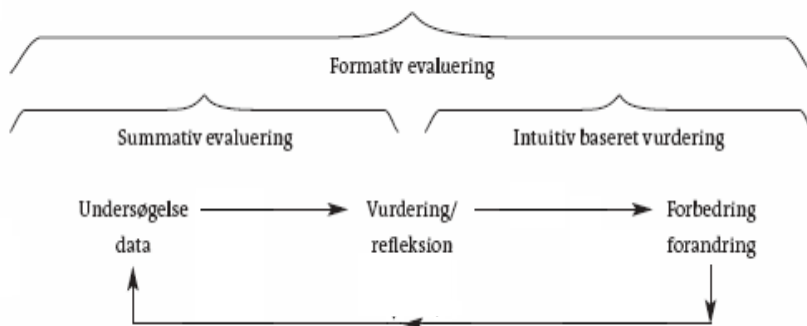 Formativ evaluering
Summativ evaluering
Intuitiv baseret vurdering
Undersøgelse
data
Vurdering/
refleksion
Forbedring
forandring